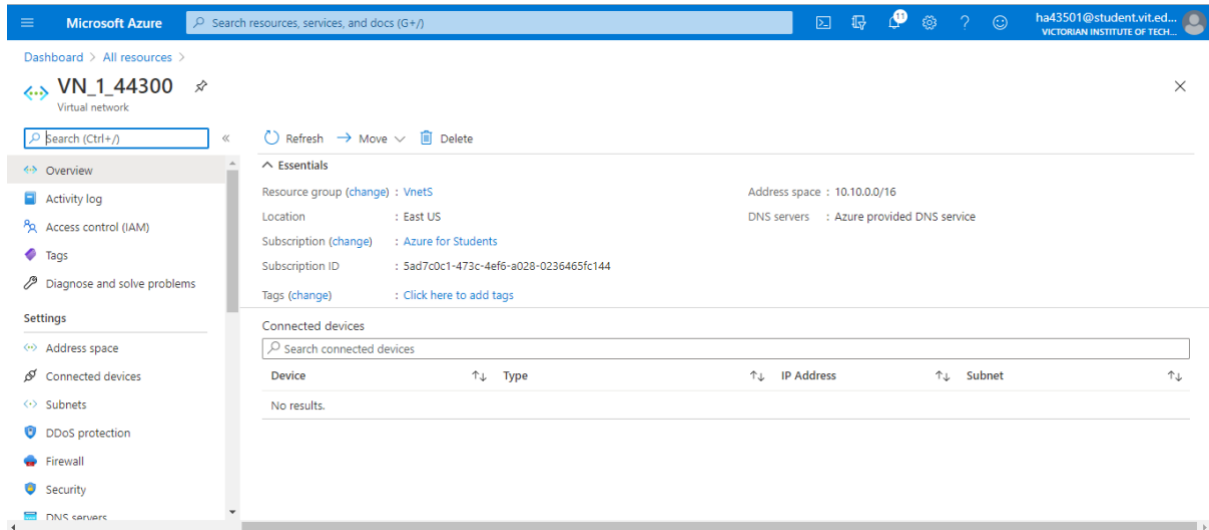 Microsoft Azure
Search resources, services, and docs (G+/)
11
ha43501@student.vit.ed...
VICTORIAN INSTITUTE OF TECH...
Dashboard > All resources >
VN_1_44300
Virtual network
Search (Ctrl+/)
Overview
Activity log
Access control (IAM)
Tags
Diagnose and solve problems
Settings
Address space
Connected devices
Subnets
DDoS protection
Firewall
Security
DNS servers
Refresh Move Delete
Essentials
Resource group (change) : VnetS
Location : East US
Subscription (change) : Azure for Students
Subscription ID : 5ad7c0c1-473c-4ef6-a028-0236465fc144
Tags (change) : Click here to add tags
Address space : 10.10.0.0/16
DNS servers : Azure provided DNS service
Connected devices
Search connected devices
Device Type IP Address Subnet
No results.